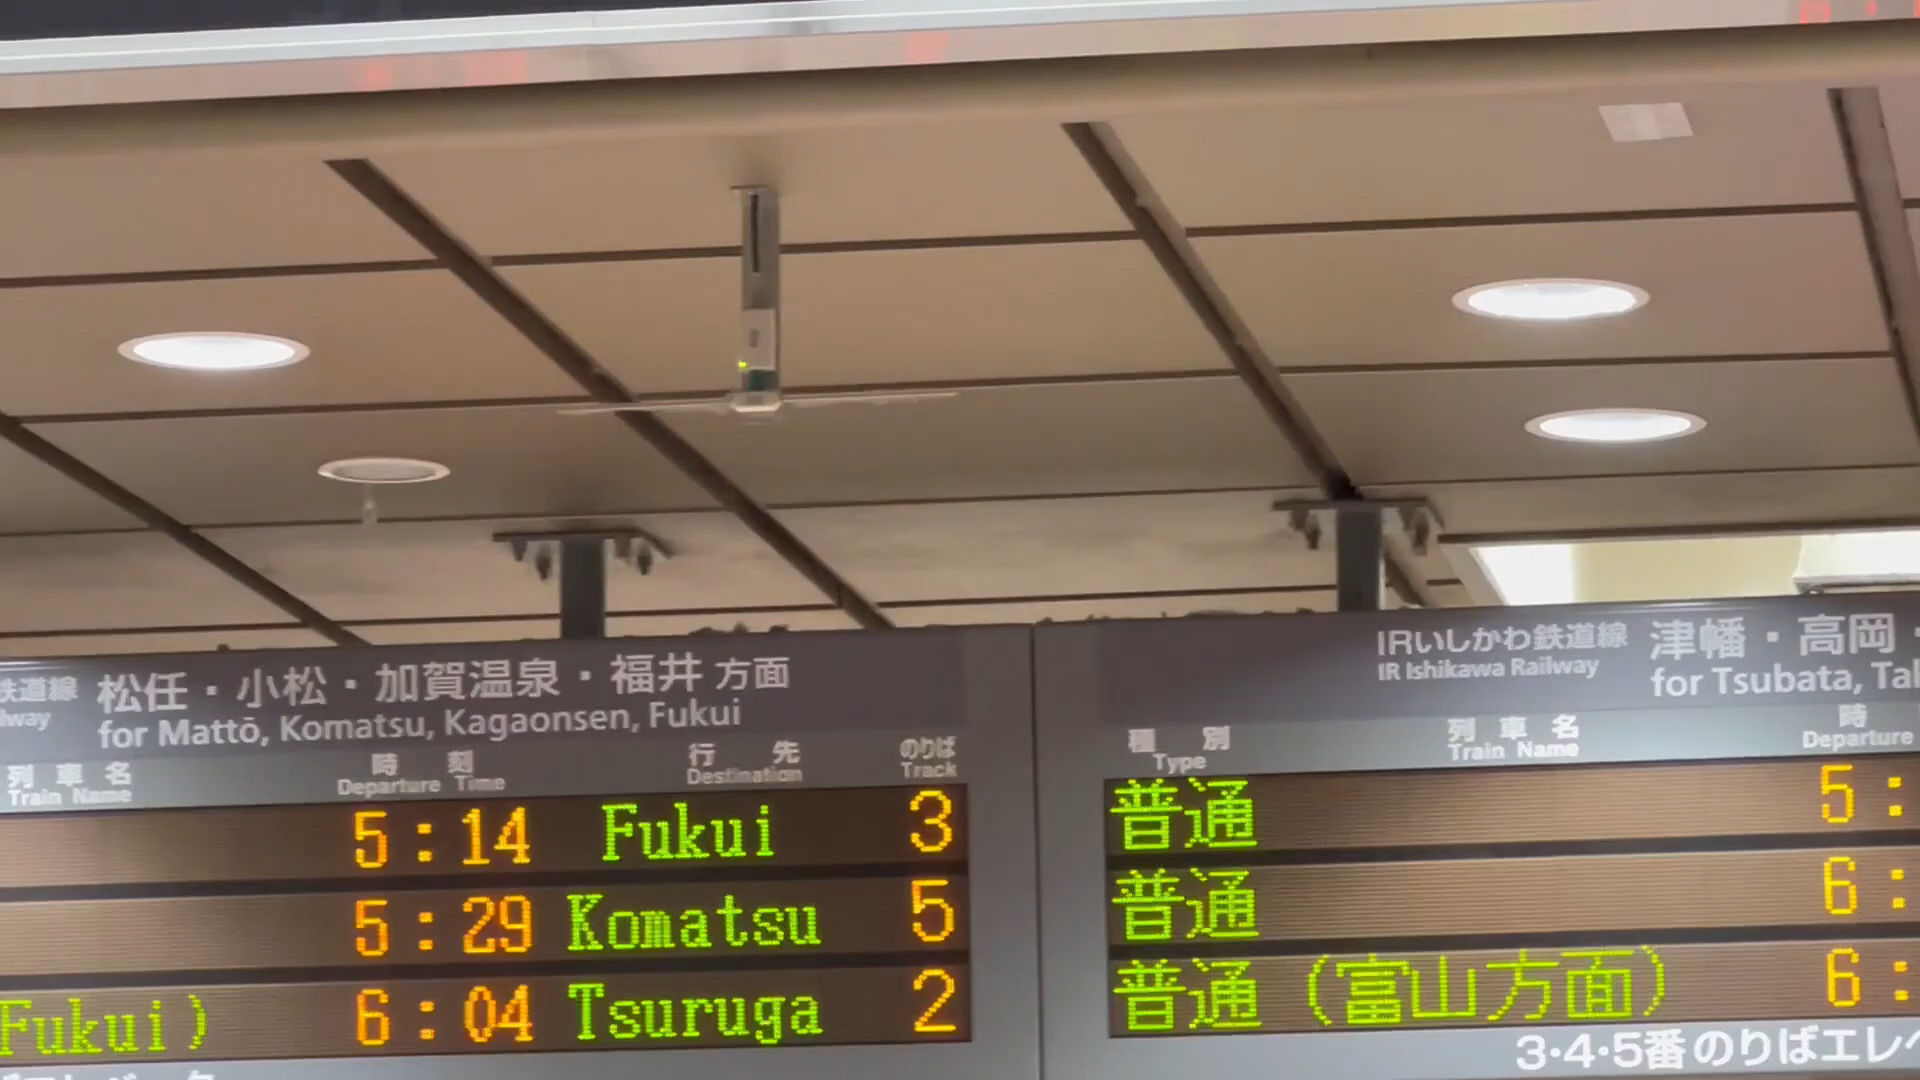 鉄道線 松任・小松・加賀温泉・福井 方面
lway for Mattō, Komatsu, Kagaonsen, Fukui
列車名 時刻 行先 のりば
Train Name Departure Time Destination Track
5:14 Fukui 3
5:29 Komatsu 5
Fukui) 6:04 Tsuruga 2
IRいしかわ鉄道線 津幡・高岡・
IR Ishikawa Railway for Tsubata, Ta
種別 列車名 時
Type Train Name Departure
普通 5:
普通 6:
普通(富山方面) 6:
3・4・5番のりばエレ